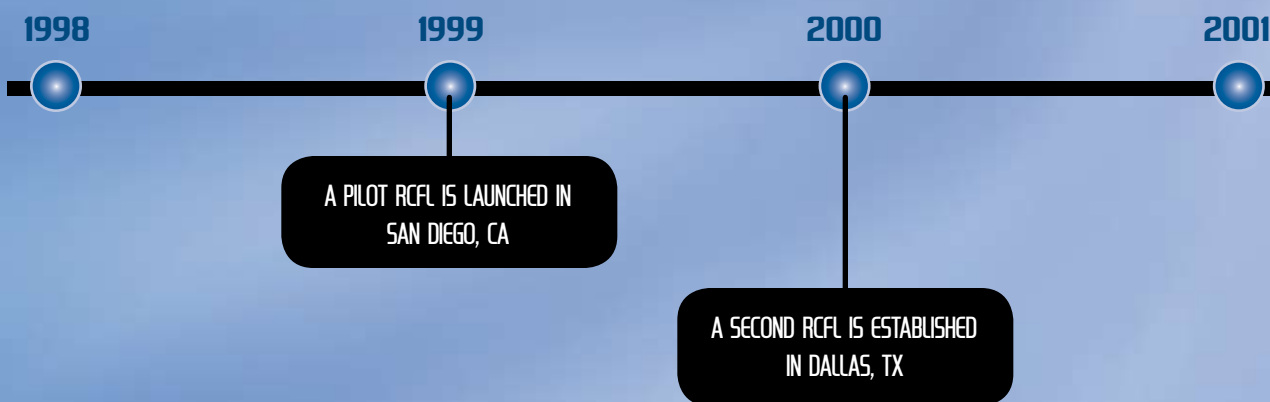 1998 1999 2000 2001
A PILOT RCFL IS LAUNCHED IN
SAN DIEGO, CA
A SECOND RCFL IS ESTABLISHED
IN DALLAS, TX